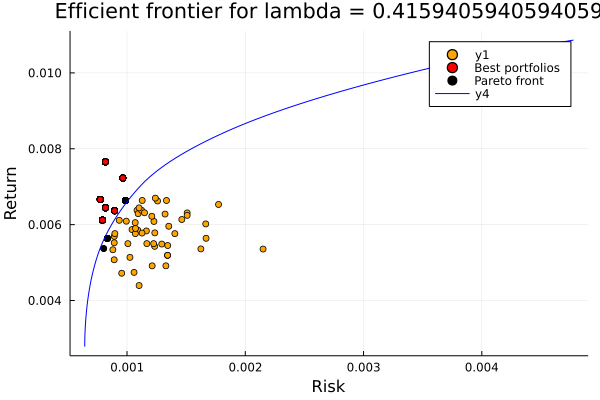 Efficient frontier for lambda = 0.4159405940594059
y1
Best portfolios
Pareto front
y4
0.010
0.008
0.006
0.004
Return
0.001
0.002
0.003
0.004
Risk